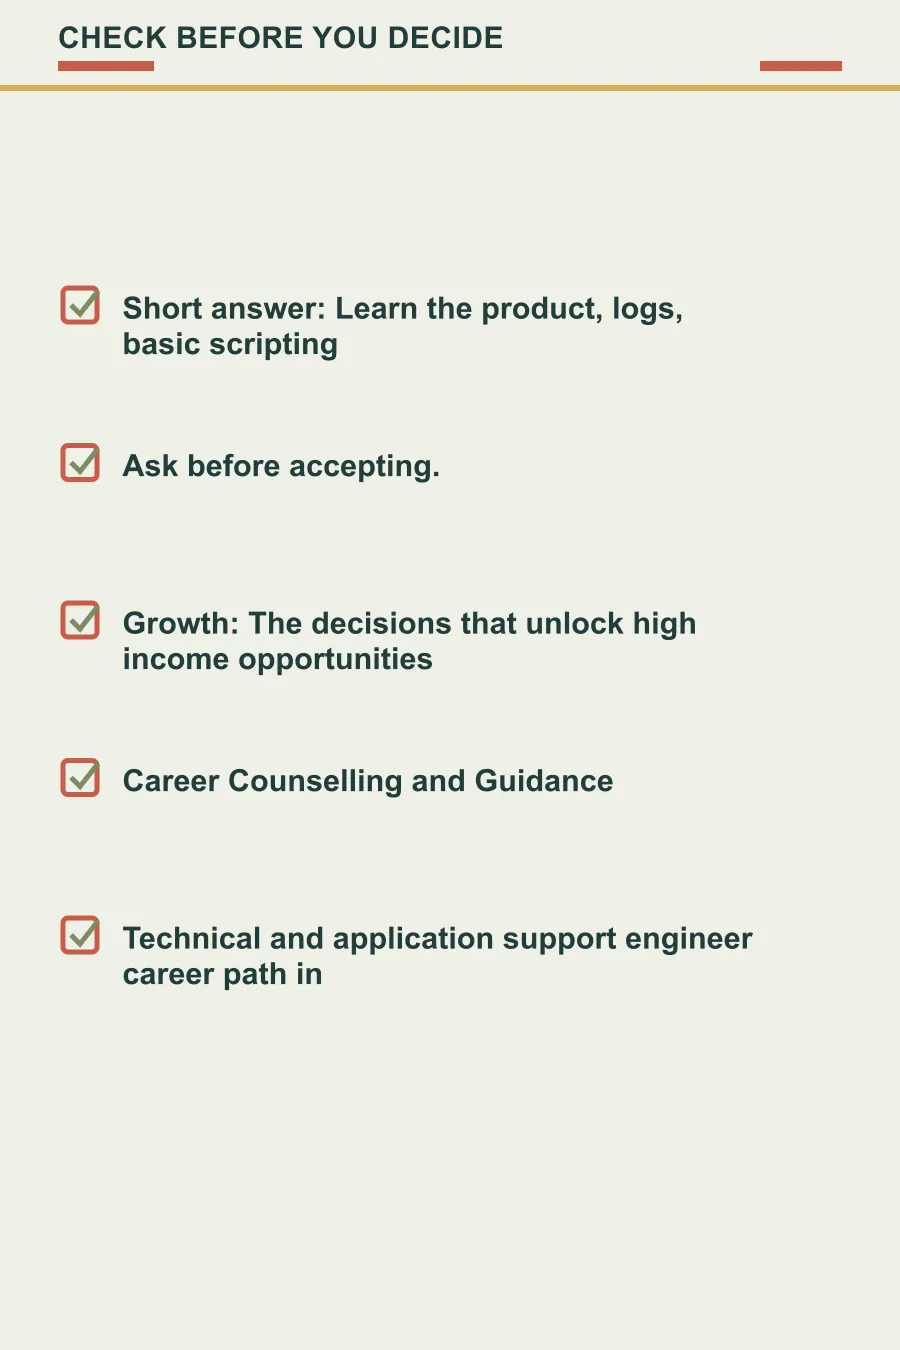 CHECK BEFORE YOU DECIDE
Short answer: Learn the product, logs,
basic scripting
Ask before accepting.
Growth: The decisions that unlock high
income opportunities
Career Counselling and Guidance
Technical and application support engineer
career path in